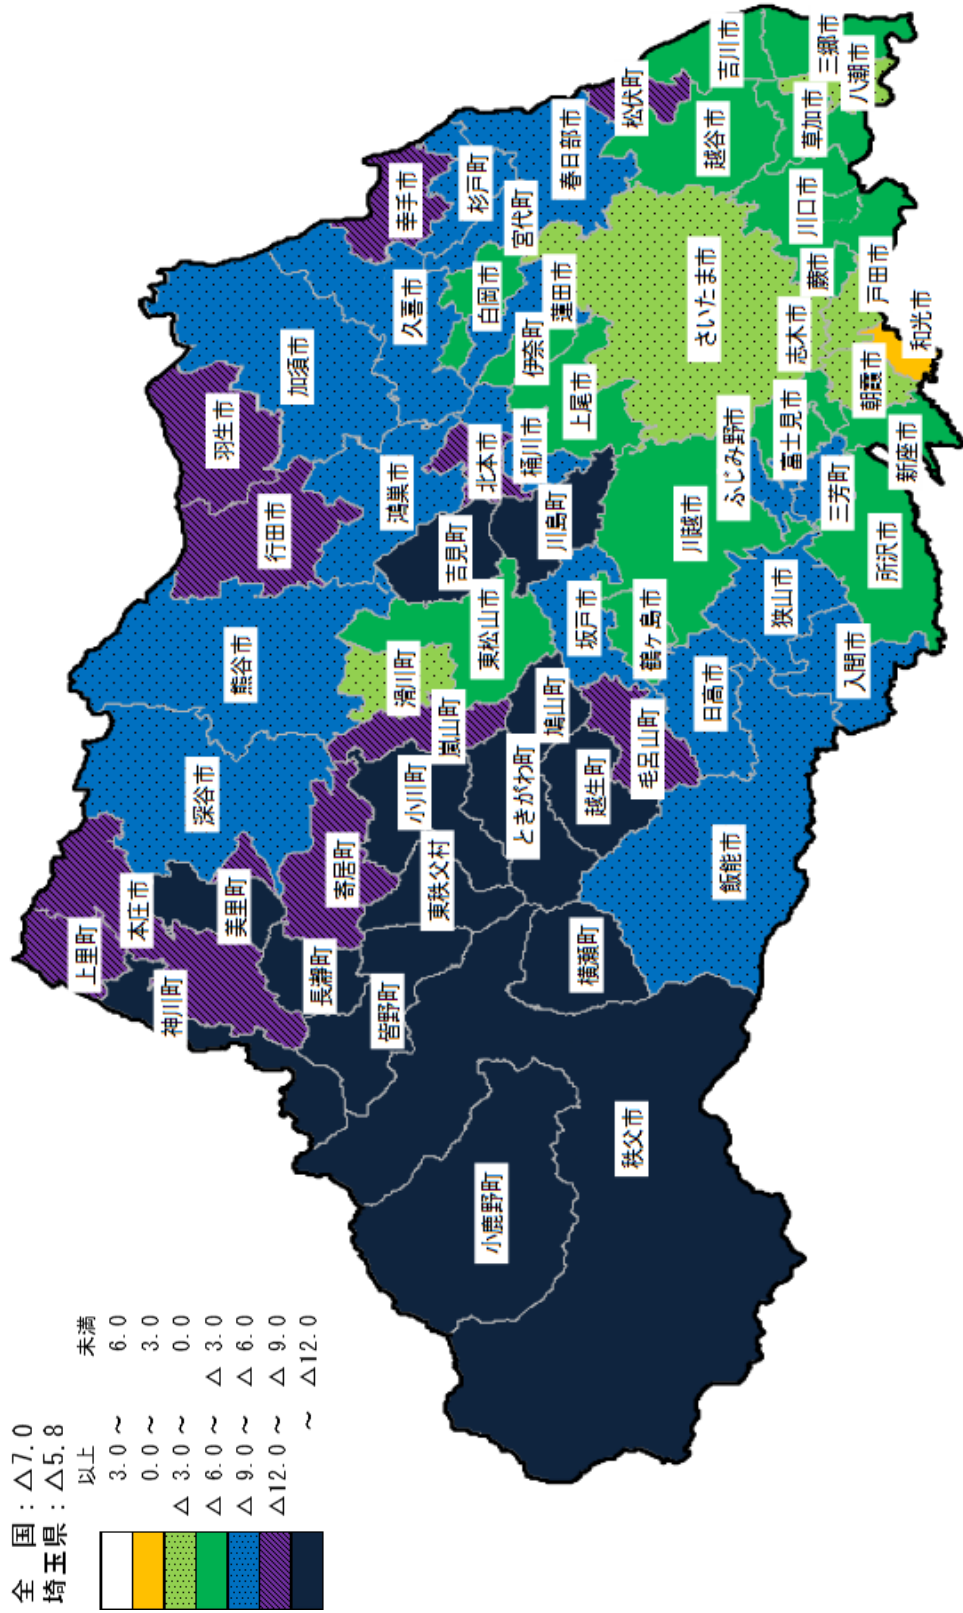 全 国：△7.0
埼玉県：△5.8
以上 未満
3.0～ 6.0
0.0～ 3.0
△ 3.0～ 0.0
△ 6.0～ △ 3.0
△ 9.0～ △ 6.0
△12.0～ △ 9.0
～ △12.0
上里町
本庄市
神川町
美里町
深谷市
熊谷市
行田市
羽生市
加須市
寄居町
長瀞町
皆野町
小川町
東秩父村
嵐山町
滑川町
東松山市
吉見町
鴻巣市
北本市
久喜市
幸手市
杉戸町
宮代町
白岡市
蓮田市
伊奈町
桶川市
上尾市
川島町
春日部市
松伏町
小鹿野町
秩父市
横瀬町
ときがわ町
鳩山町
越生町
毛呂山町
坂戸市
鶴ヶ島市
川越市
さいたま市
越谷市
吉川市
三郷市
八潮市
草加市
川口市
蕨市
戸田市
和光市
朝霞市
志木市
富士見市
ふじみ野市
三芳町
新座市
所沢市
狭山市
入間市
日高市
飯能市